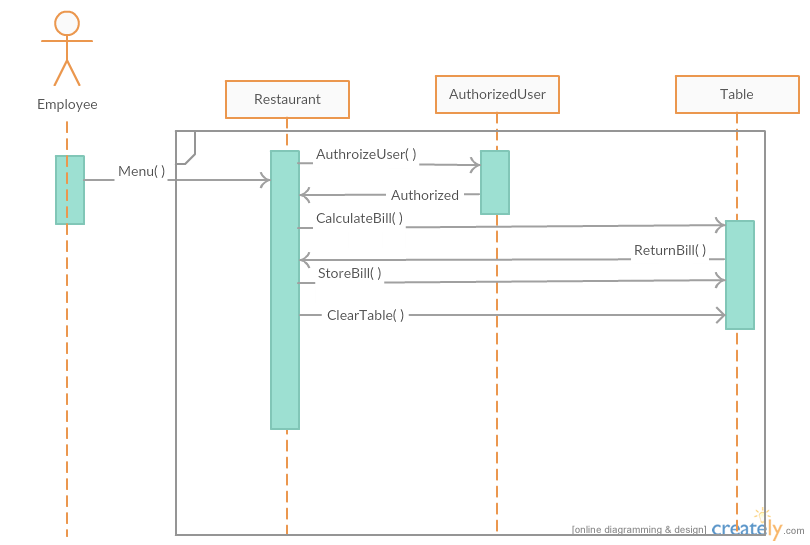 Employee
Restaurant
AuthorizedUser
Table
Menu( )
AuthroizeUser( )
Authorized
CalculateBill( )
ReturnBill( )
StoreBill( )
ClearTable( )
[online diagramming & design] creately.com